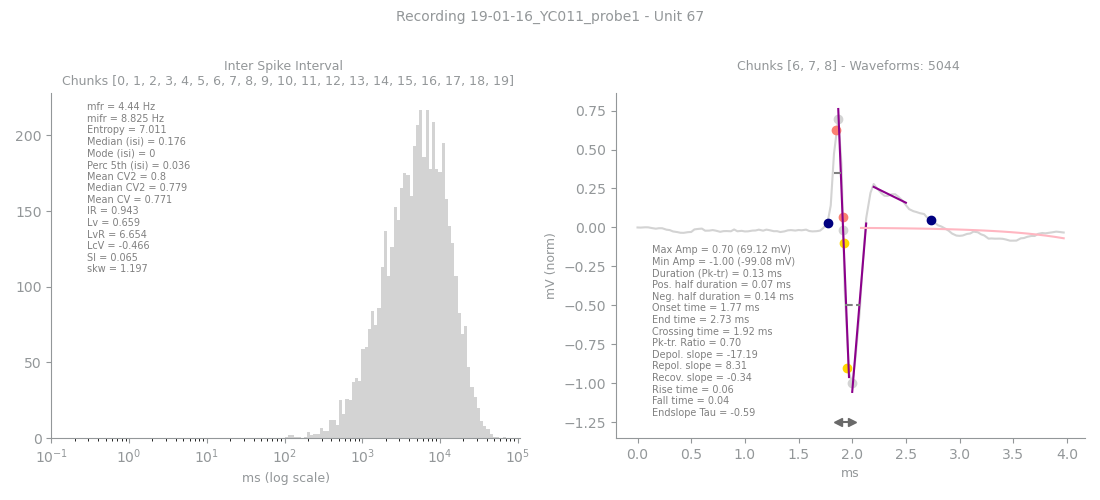 Recording 19-01-16_YC011_probe1 - Unit 67
Inter Spike Interval
Chunks [0, 1, 2, 3, 4, 5, 6, 7, 8, 9, 10, 11, 12, 13, 14, 15, 16, 17, 18, 19]
mfr = 4.44 Hz
mifr = 8.825 Hz
Entropy = 7.011
Median (isi) = 0.176
Mode (isi) = 0
Perc 5th (isi) = 0.036
Mean CV2 = 0.8
Median CV2 = 0.779
Mean CV = 0.771
IR = 0.943
Lv = 0.659
LvR = 6.654
LcV = -0.466
SI = 0.065
skw = 1.197
200
150
100
50
0
10⁻¹ 10⁰ 10¹ 10² 10³ 10⁴ 10⁵
ms (log scale)
Chunks [6, 7, 8] - Waveforms: 5044
mV (norm)
0.75
0.50
0.25
0.00
−0.25
−0.50
−0.75
−1.00
−1.25
Max Amp = 0.70 (69.12 mV)
Min Amp = -1.00 (-99.08 mV)
Duration (Pk-tr) = 0.13 ms
Pos. half duration = 0.07 ms
Neg. half duration = 0.14 ms
Onset time = 1.77 ms
End time = 2.73 ms
Crossing time = 1.92 ms
Pk-tr. Ratio = 0.70
Depol. slope = -17.19
Repol. slope = 8.31
Recov. slope = -0.34
Rise time = 0.06
Fall time = 0.04
Endslope Tau = -0.59
0.0 0.5 1.0 1.5 2.0 2.5 3.0 3.5 4.0
ms